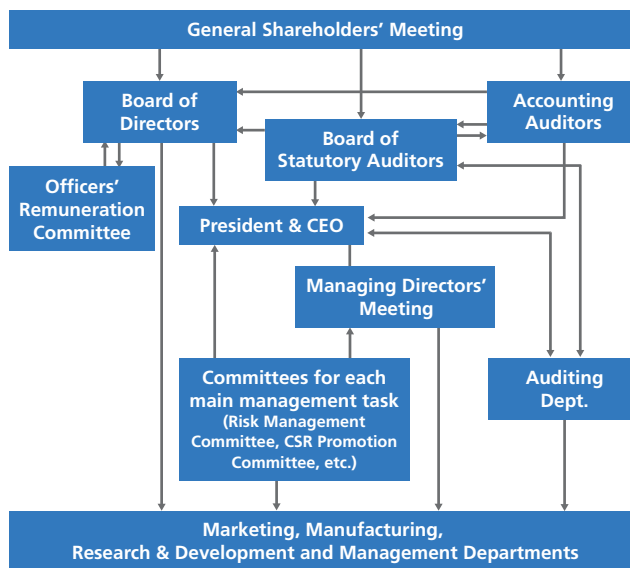 General Shareholders’ Meeting
Board of
Directors
Accounting
Auditors
Board of
Statutory Auditors
Officers’
Remuneration
Committee
President & CEO
Managing Directors’
Meeting
Committees for each
main management task
(Risk Management
Committee, CSR Promotion
Committee, etc.)
Auditing
Dept.
Marketing, Manufacturing,
Research & Development and Management Departments